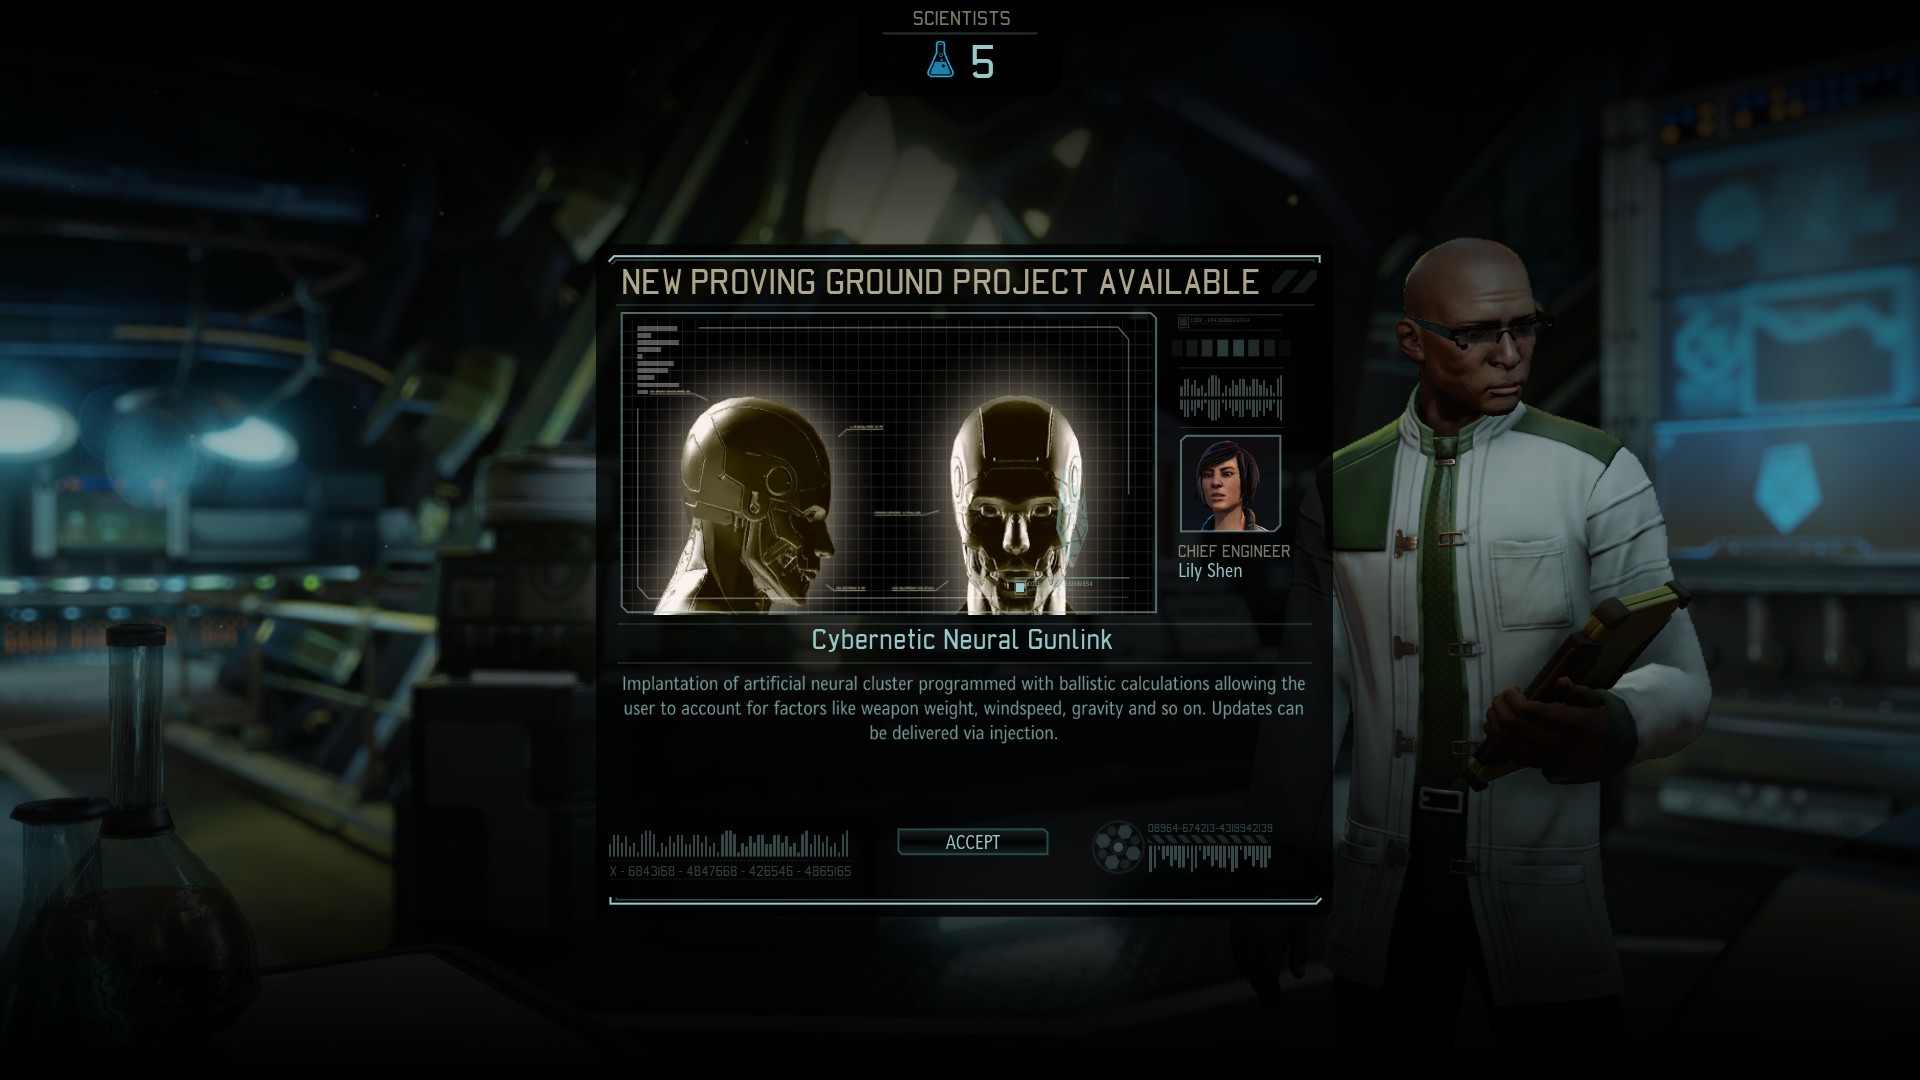 SCIENTISTS
5
NEW PROVING GROUND PROJECT AVAILABLE
CHIEF ENGINEER
Lily Shen
Cybernetic Neural Gunlink
Implantation of artificial neural cluster programmed with ballistic calculations allowing the
user to account for factors like weapon weight, windspeed, gravity and so on. Updates can
be delivered via injection.
ACCEPT
08964-674213-4318942139
X - 6843168 - 4847668 - 426546 - 4865165